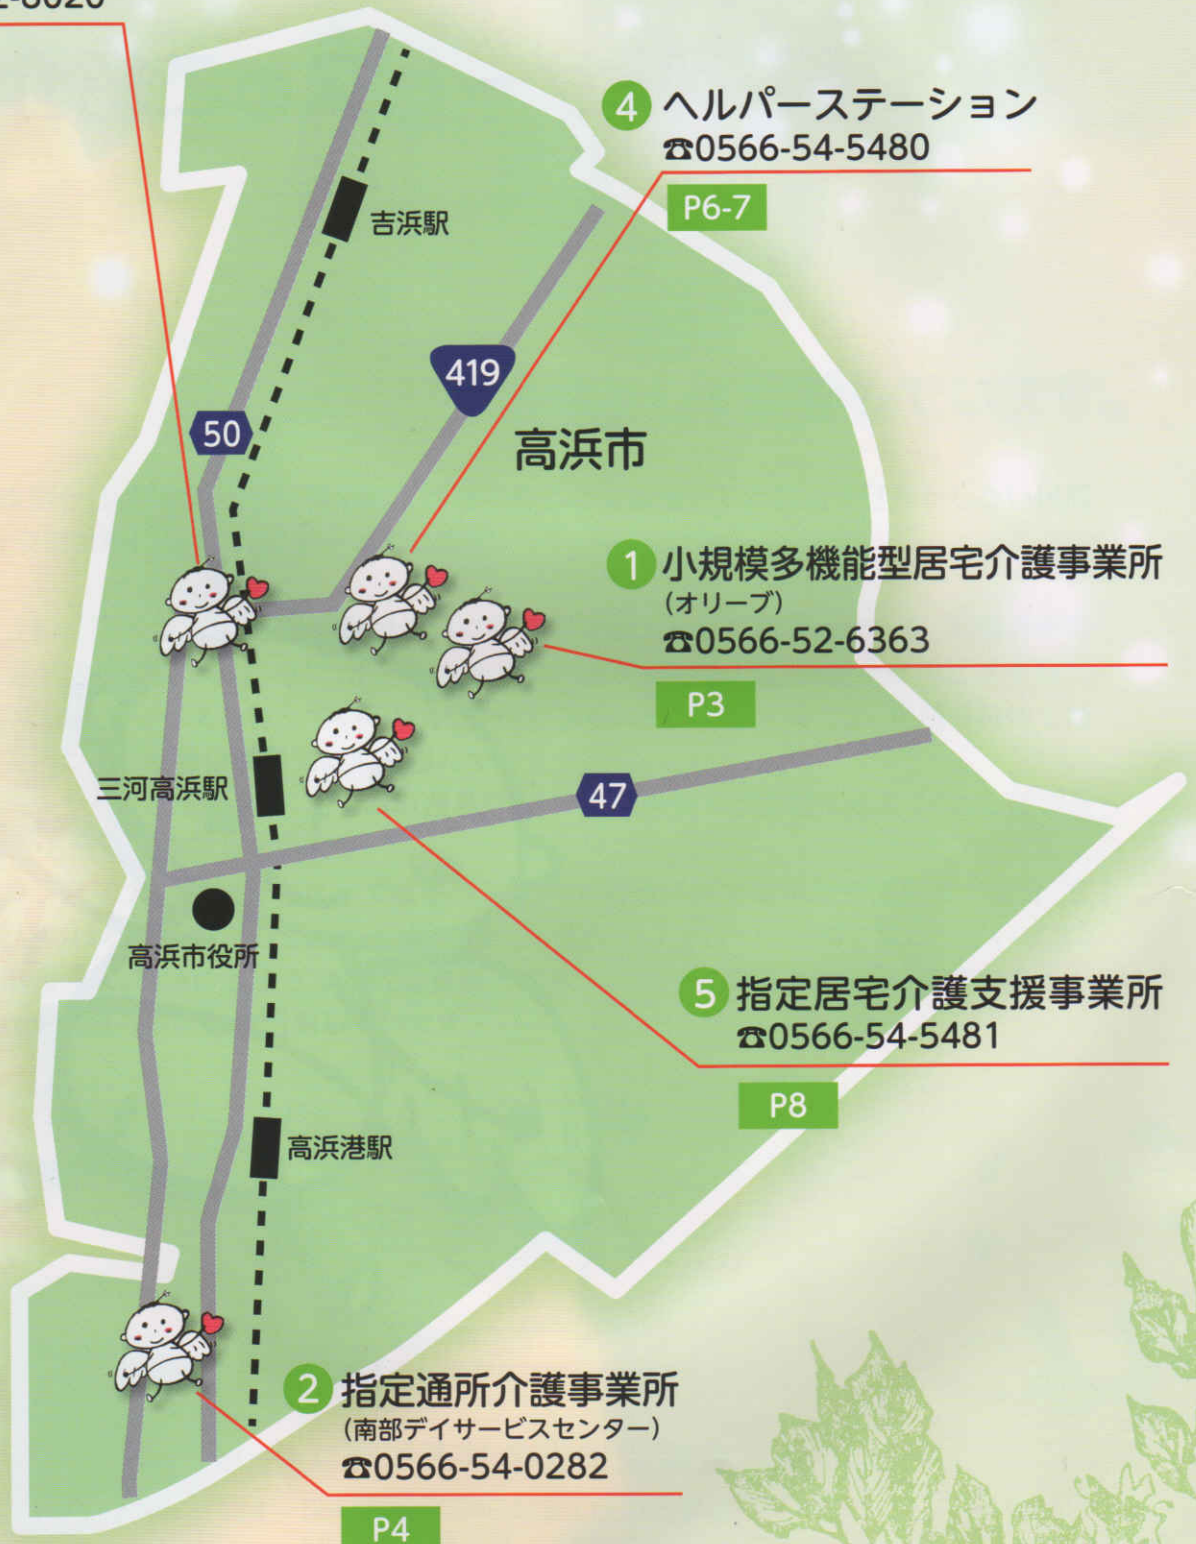 4 ヘルパーステーション
☎0566-54-5480
P6-7
吉浜駅
419
50
高浜市
1 小規模多機能型居宅介護事業所
(オリーブ)
☎0566-52-6363
P3
三河高浜駅
47
高浜市役所
5 指定居宅介護支援事業所
☎0566-54-5481
P8
高浜港駅
2 指定通所介護事業所
(南部デイサービスセンター)
☎0566-54-0282
P4